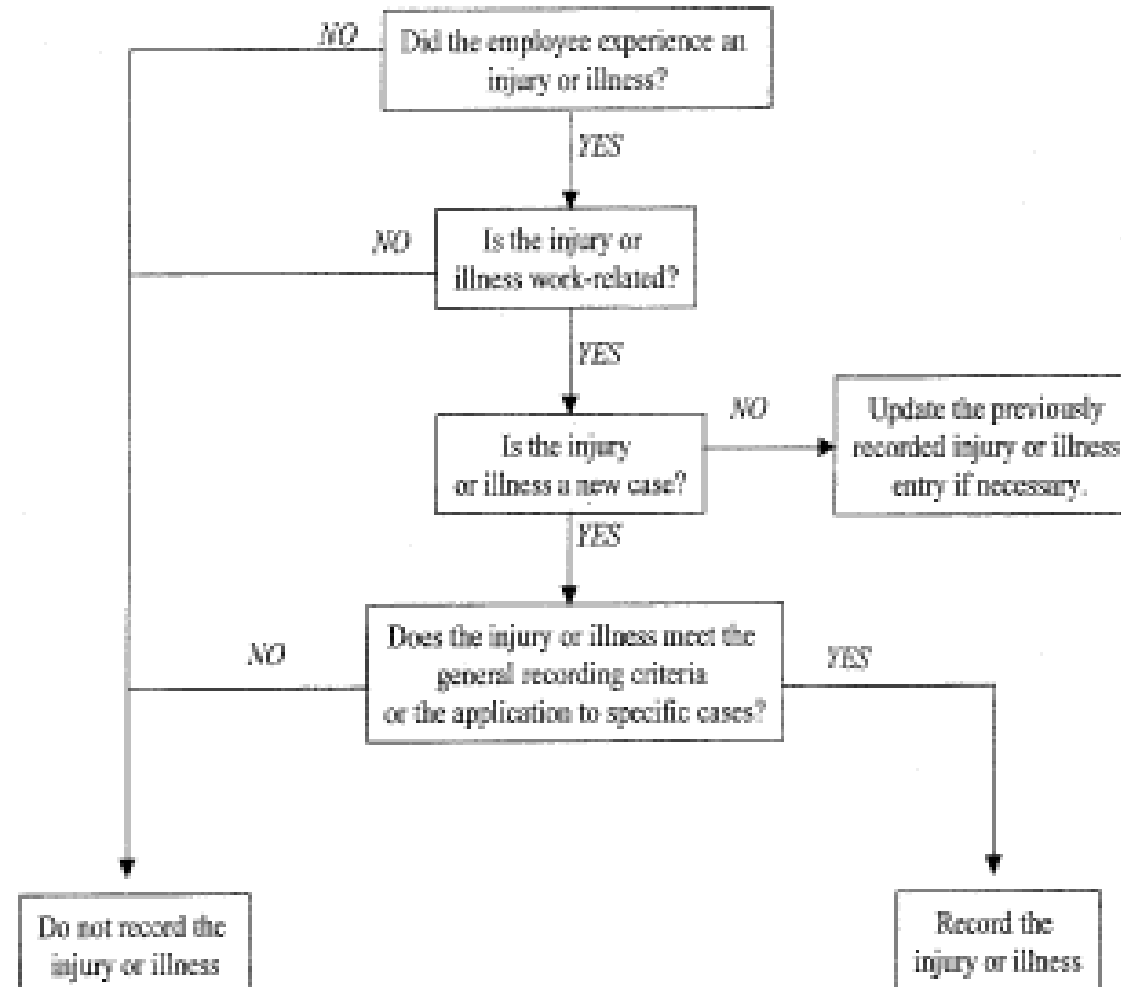 NO
Did the employee experience an
injury or illness?
YES
NO
Is the injury or
illness work-related?
YES
NO
Update the previously
recorded injury or illness
entry if necessary.
Is the injury
or illness a new case?
YES
NO
Does the injury or illness meet the
general recording criteria
or the application to specific cases?
YES
Do not record the
injury or illness
Record the
injury or illness